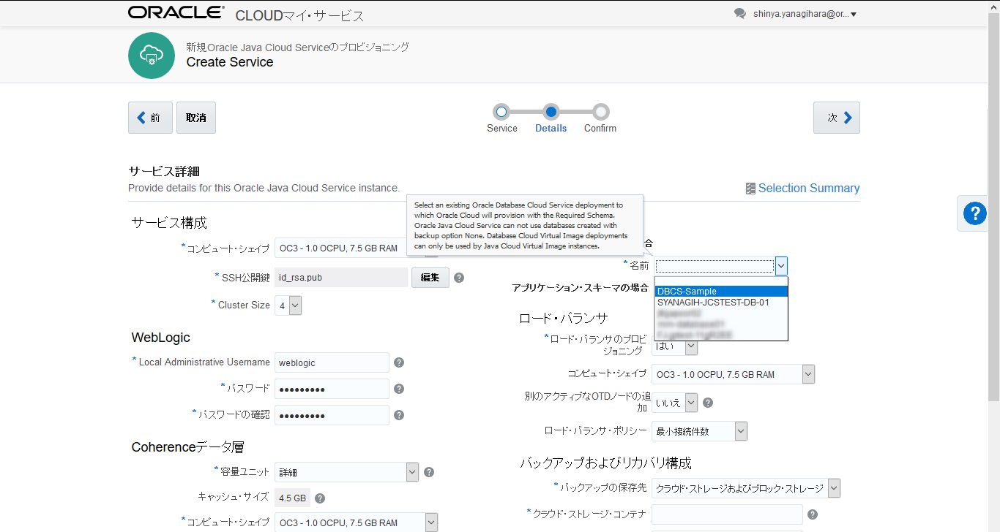 ORACLE® CLOUDマイ・サービス
shinya.yanagihara@or...▼
新規Oracle Java Cloud Serviceのプロビジョニング
Create Service
前
取消
Service
Details
Confirm
次
サービス詳細
Provide details for this Oracle Java Cloud Service instance.
Selection Summary
?
Select an existing Oracle Database Cloud Service deployment to
which Oracle Cloud will provision with the Required Schema.
Oracle Java Cloud Service can not use databases created with
backup option None. Database Cloud Virtual Image deployments
can only be used by Java Cloud Virtual Image instances.
サービス構成
*コンピュート・シェイプ
OC3 - 1.0 OCPU, 7.5 GB RAM
*SSH公開鍵
id_rsa.pub
編集
?
*Cluster Size
4
WebLogic
*Local Administrative Username
weblogic
?
*パスワード
•••••••••
?
*パスワードの確認
•••••••••
?
Coherenceデータ層
*容量ユニット
詳細
?
キャッシュ・サイズ
4.5 GB
?
*コンピュート・シェイプ
OC3 - 1.0 OCPU, 7.5 GB RAM
合
*名前
DBCS-Sample
SYANAGIH-JCSTEST-DB-01
アプリケーション・スキーマの場合
ロード・バランサ
*ロード・バランサのプロビ
ジョニング
はい
コンピュート・シェイプ
OC3 - 1.0 OCPU, 7.5 GB RAM
別のアクティブなOTDノードの追
加
いいえ
?
ロード・バランサ・ポリシー
最小接続件数
バックアップおよびリカバリ構成
*バックアップの保存先
クラウド・ストレージおよびブロック・ストレージ
*クラウド・ストレージ・コンテナ
?